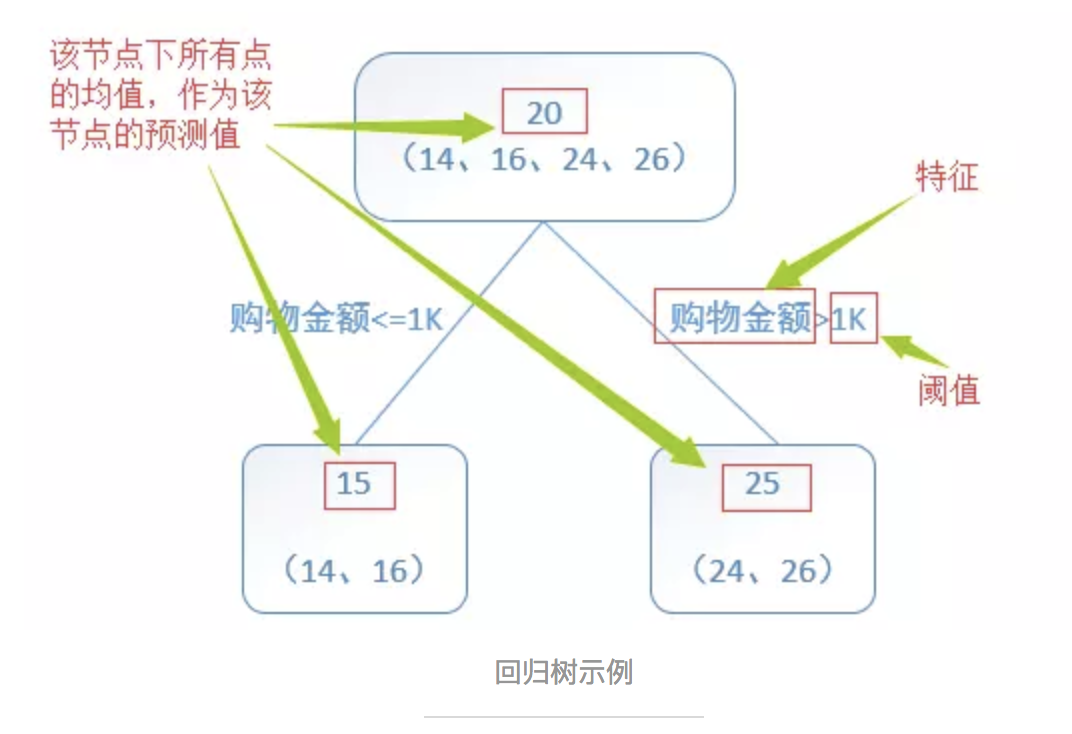 该节点下所有点
的均值，作为该
节点的预测值
20
（14、16、24、26）
特征
购物金额<=1K
购物金额>1K
阈值
15
（14、16）
25
（24、26）
回归树示例